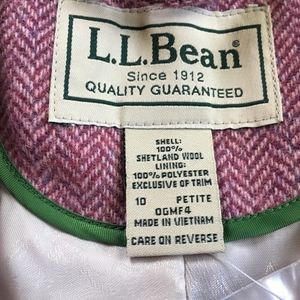 L.L.Bean®
Since 1912
QUALITY GUARANTEED
SHELL:
100%
SHETLAND WOOL
LINING:
100% POLYESTER
EXCLUSIVE OF TRIM
10 PETITE
OGMF4
MADE IN VIETNAM
CARE ON REVERSE